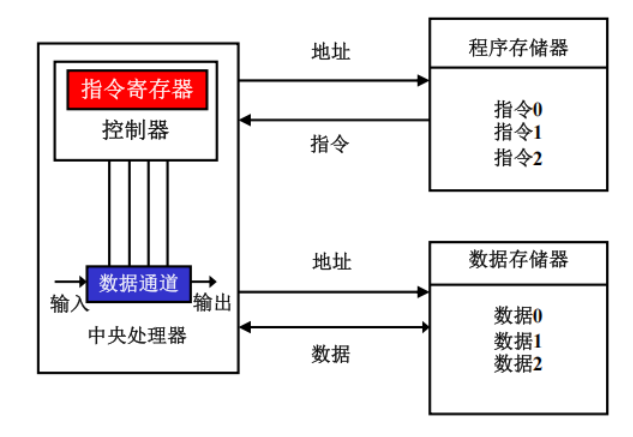 指令寄存器
控制器
数据通道
输入
输出
中央处理器
地址
指令
地址
数据
程序存储器
指令0
指令1
指令2
数据存储器
数据0
数据1
数据2